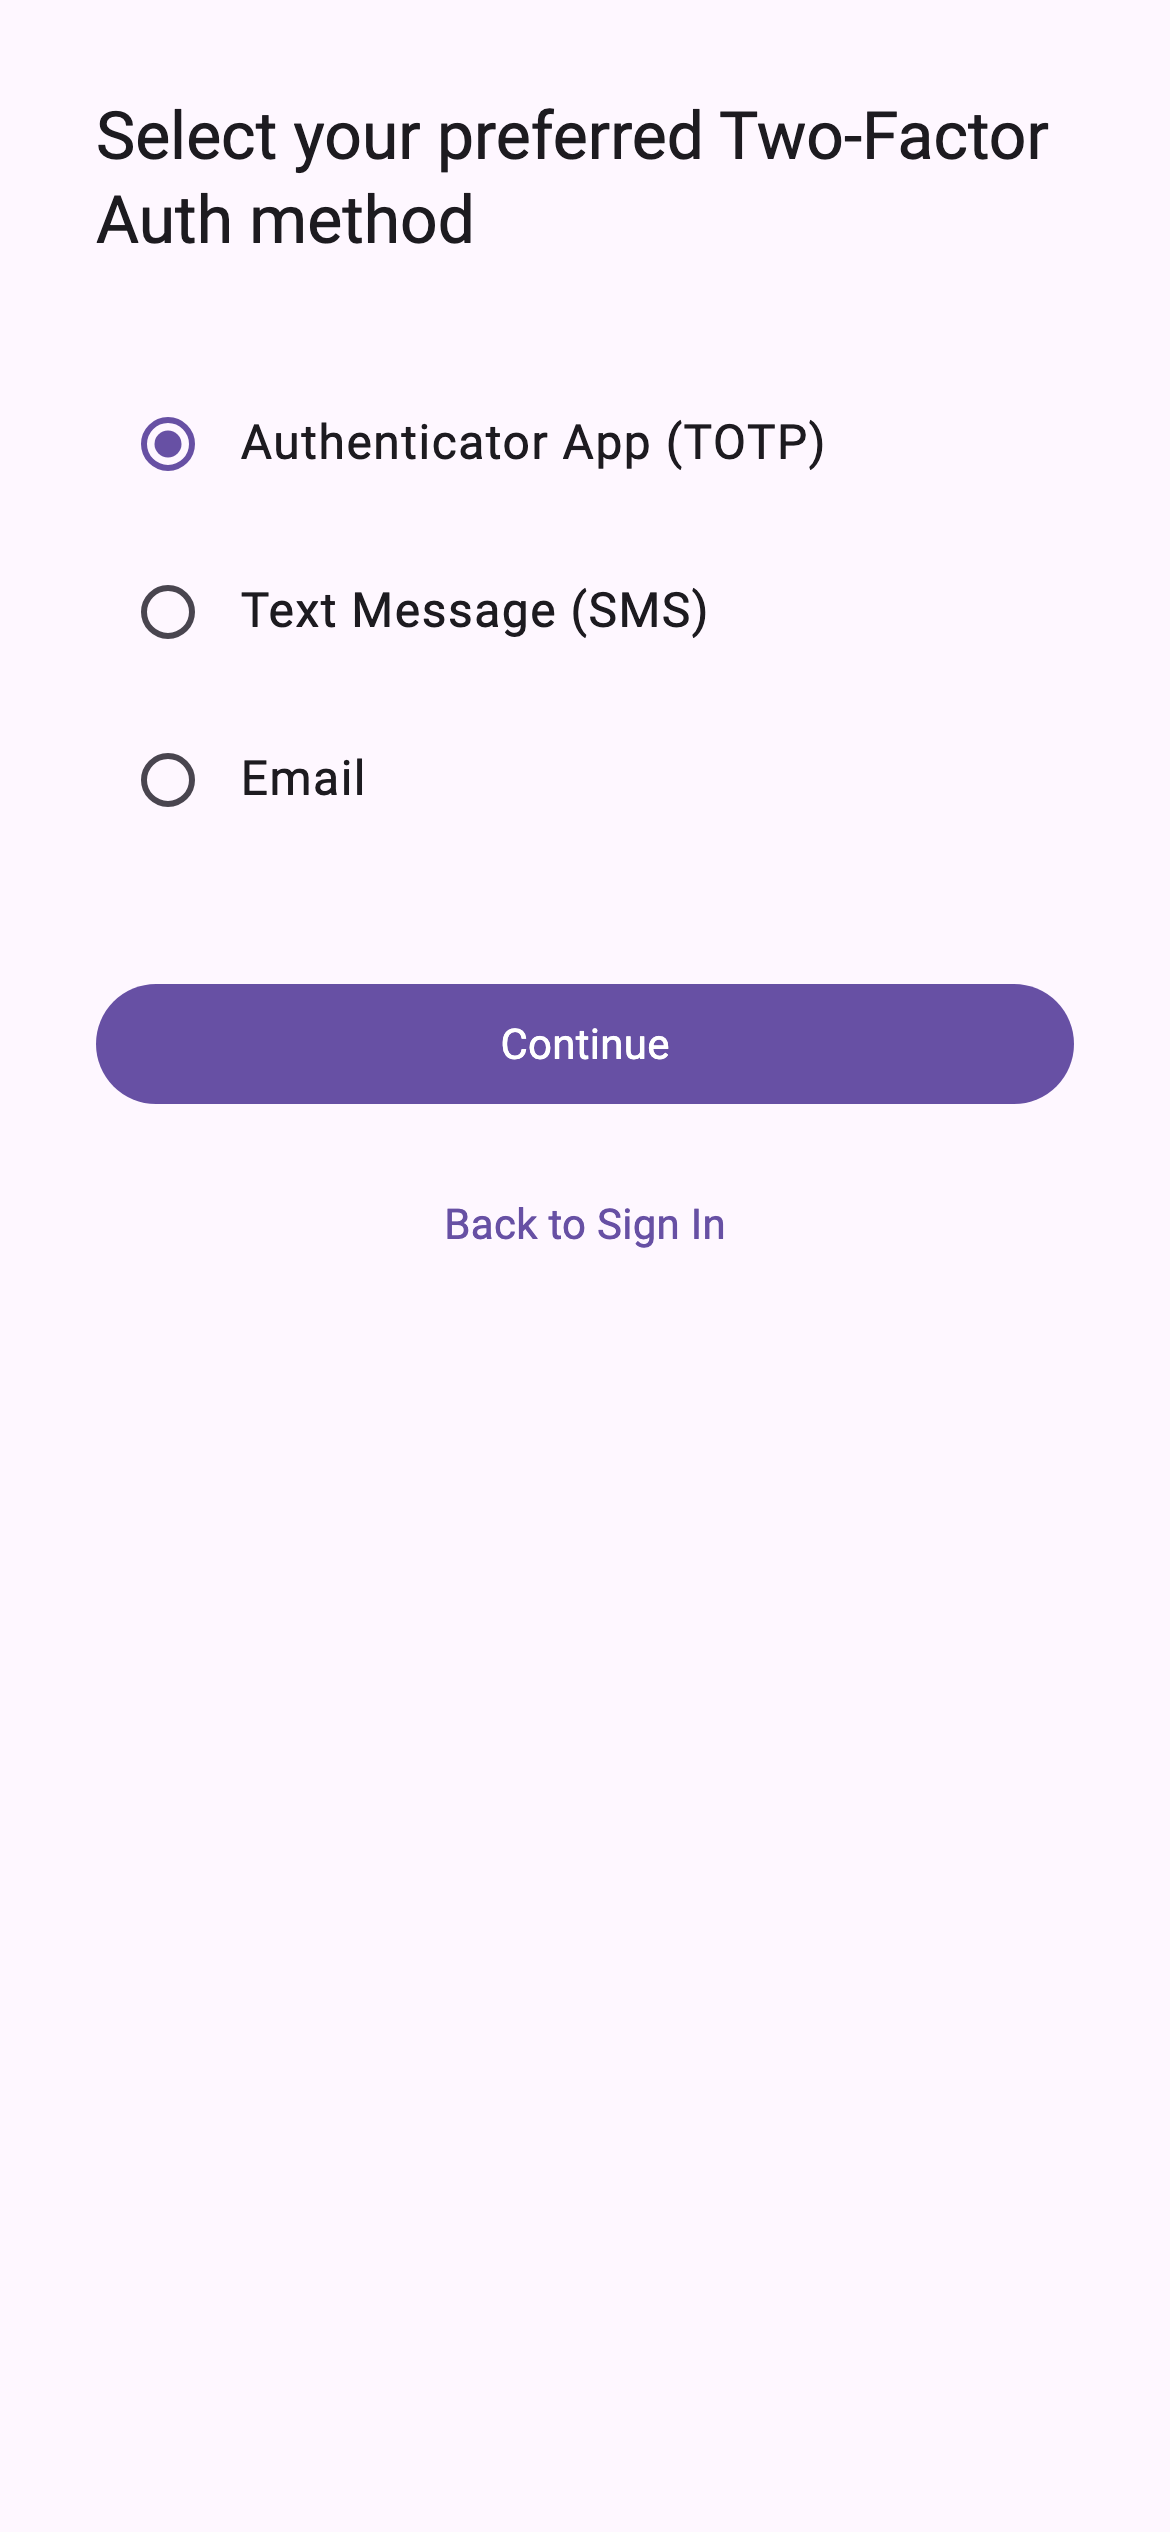 Select your preferred Two-Factor
Auth method
Authenticator App (TOTP)
Text Message (SMS)
Email
Continue
Back to Sign In